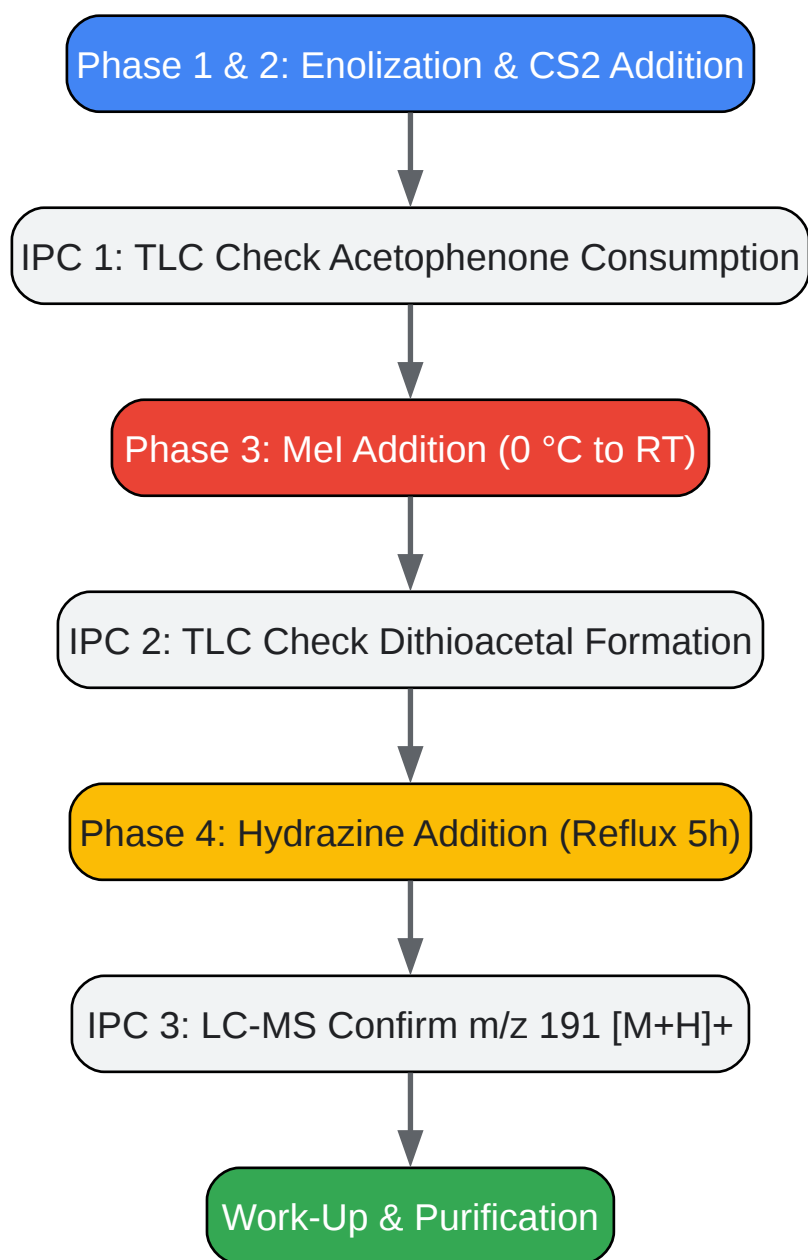 Phase 1 & 2: Enolization & CS2 Addition
IPC 1: TLC Check Acetophenone Consumption
Phase 3: MeI Addition (0 °C to RT)
IPC 2: TLC Check Dithioacetal Formation
Phase 4: Hydrazine Addition (Reflux 5h)
IPC 3: LC-MS Confirm m/z 191 [M+H]+
Work-Up & Purification